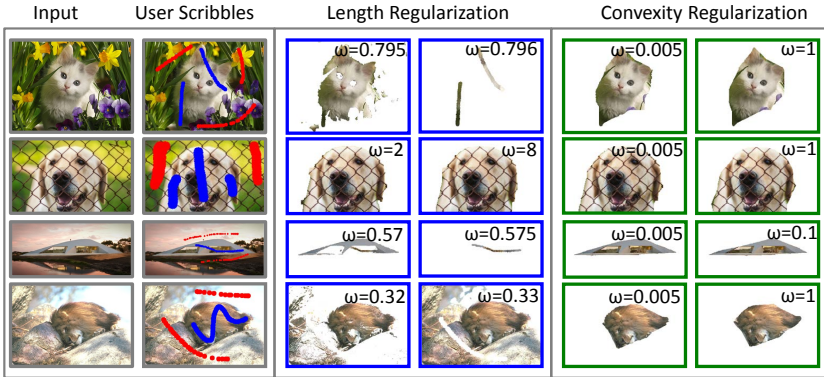 Input User Scribbles Length Regularization Convexity Regularization
ω=0.795 ω=0.796 ω=0.005 ω=1
ω=2 ω=8 ω=0.005 ω=1
ω=0.57 ω=0.575 ω=0.005 ω=0.1
ω=0.32 ω=0.33 ω=0.005 ω=1